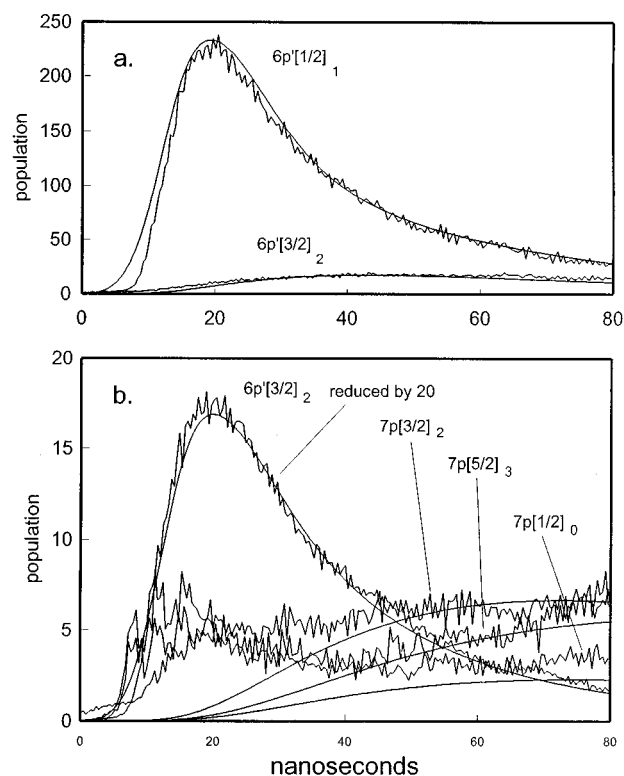 250
200
150
100
50
0
population
a.
6p'[1/2] 1
6p'[3/2] 2
0 20 40 60 80
20
15
10
5
0
population
b.
6p'[3/2] 2
reduced by 20
7p[3/2] 2
7p[5/2] 3
7p[1/2] 0
0 20 40 60 80
nanoseconds